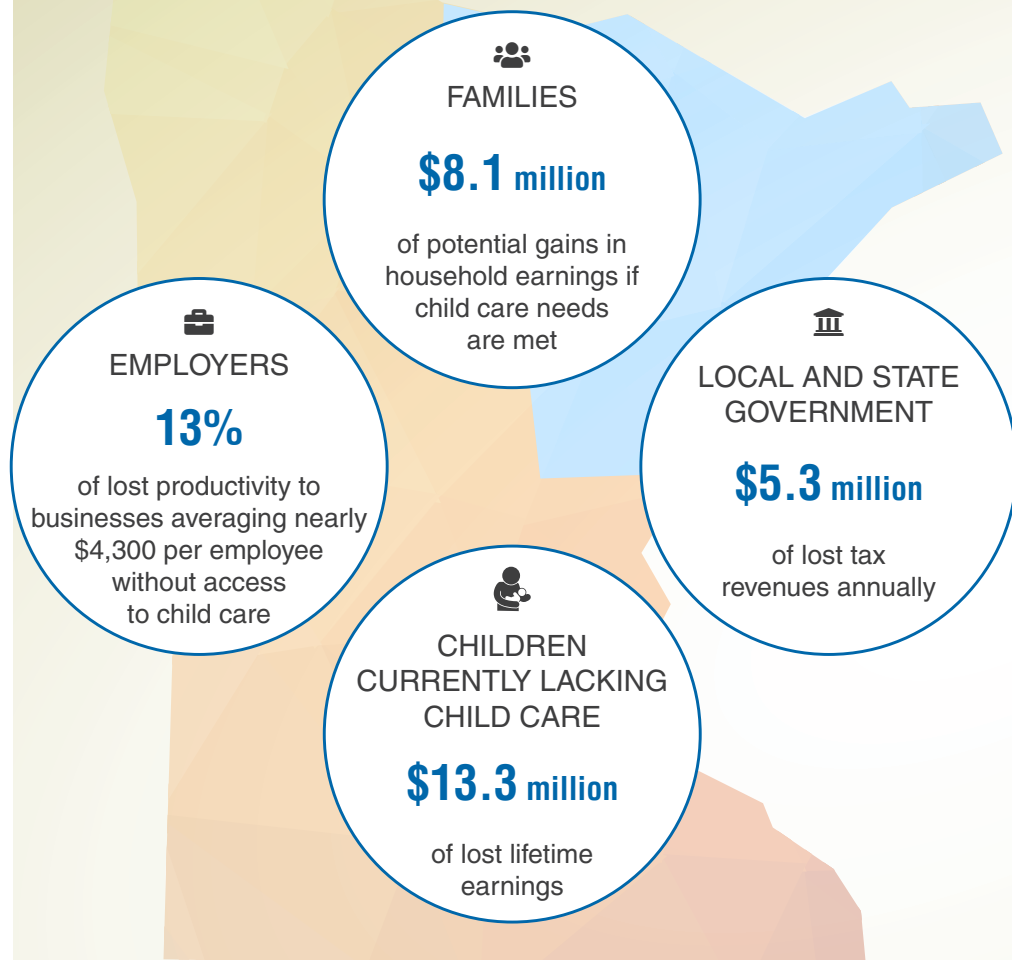 FAMILIES
$8.1 million
of potential gains in
household earnings if
child care needs
are met
EMPLOYERS
13%
of lost productivity to
businesses averaging nearly
$4,300 per employee
without access
to child care
LOCAL AND STATE
GOVERNMENT
$5.3 million
of lost tax
revenues annually
CHILDREN
CURRENTLY LACKING
CHILD CARE
$13.3 million
of lost lifetime
earnings